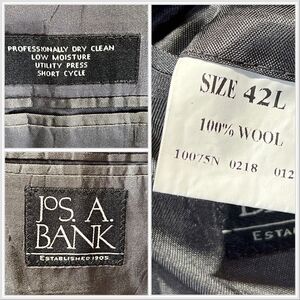 PROFESSIONALLY DRY CLEAN
LOW MOISTURE
UTILITY PRESS
SHORT CYCLE
SIZE 42L
100% WOOL
10075N 0218 012
JOS. A.
BANK
ESTABLISHED 1905
ESTA